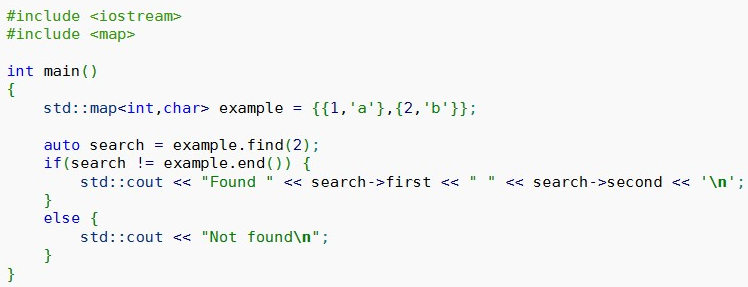 #include <iostream>
#include <map>

int main()
{
    std::map<int,char> example = {{1,'a'},{2,'b'}};

    auto search = example.find(2);
    if(search != example.end()) {
        std::cout << "Found " << search->first << " " << search->second << '\n';
    }
    else {
        std::cout << "Not found\n";
    }
}